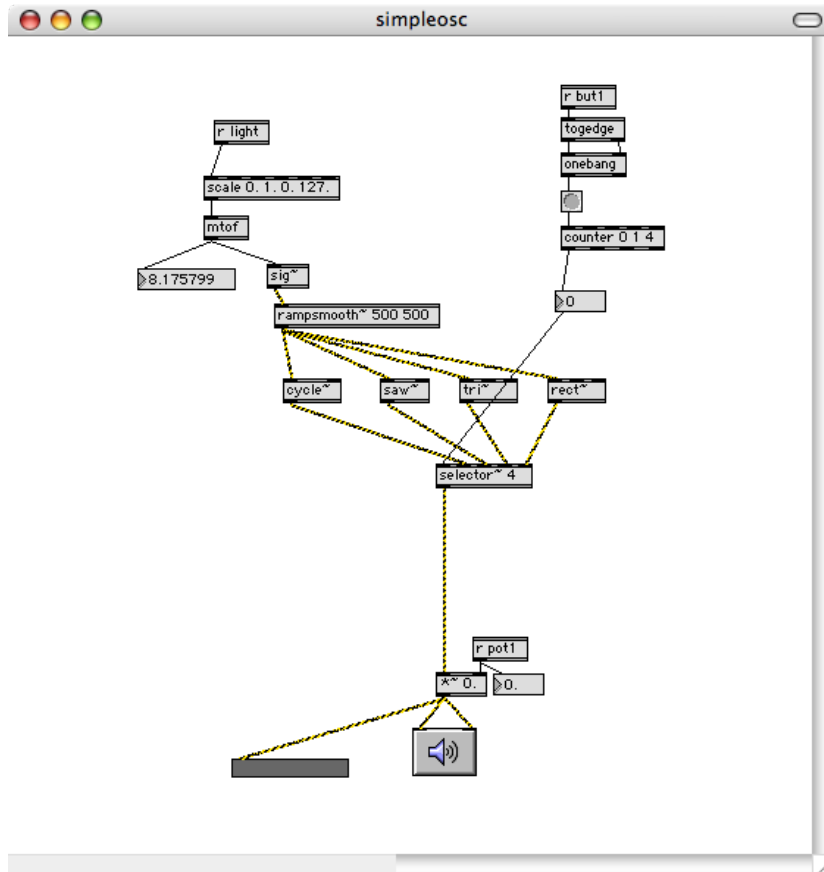 simpleosc
r but1
r light
togedge
onebang
scale 0. 1. 0. 127.
mtof
counter 0 1 4
8.175799
sig~
0
rampsmooth~ 500 500
cycle~
saw~
tri~
rect~
selector~ 4
r pot1
*~ 0.
0.